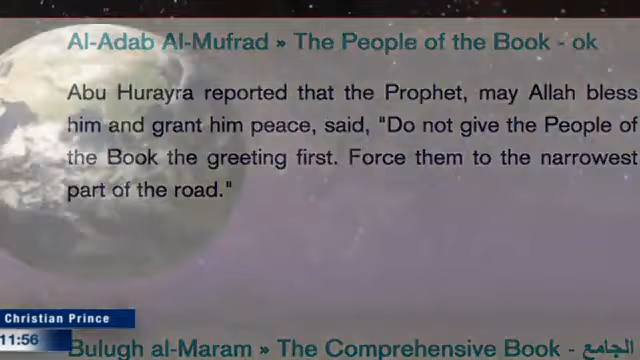 Al-Adab Al-Mufrad » The People of the Book - ok
Abu Hurayra reported that the Prophet, may Allah bless
him and grant him peace, said, "Do not give the People of
the Book the greeting first. Force them to the narrowest
part of the road."
Christian Prince
11:56
Bulugh al-Maram » The Comprehensive Book - الجامع